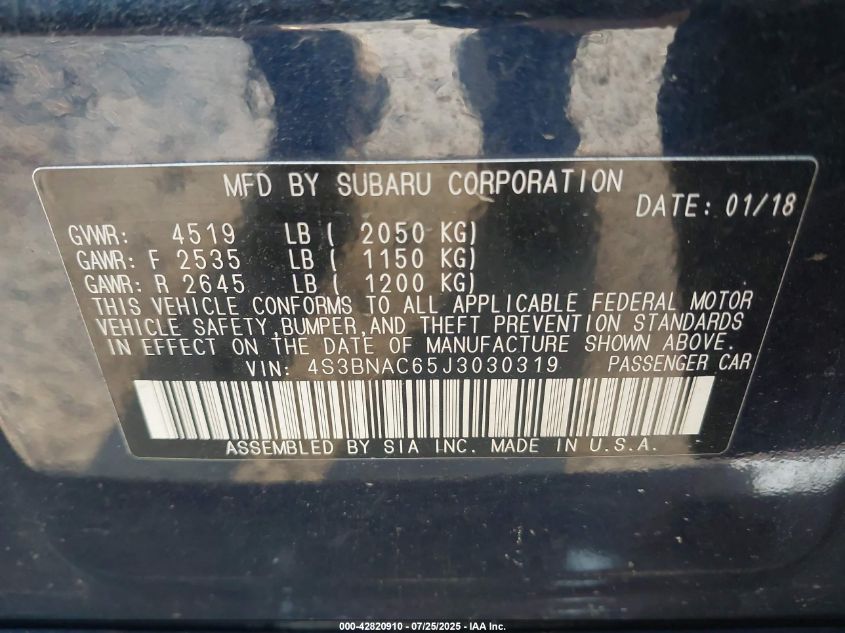 MFD BY SUBARU CORPORATION
DATE: 01/18
GVWR: 4519 LB ( 2050 KG)
GAWR: F 2535 LB ( 1150 KG)
GAWR: R 2645 LB ( 1200 KG)
THIS VEHICLE CONFORMS TO ALL APPLICABLE FEDERAL MOTOR
VEHICLE SAFETY,BUMPER,AND THEFT PREVENTION STANDARDS
IN EFFECT ON THE DATE OF MANUFACTURE SHOWN ABOVE.
VIN: 4S3BNAC65J3030319 PASSENGER CAR
ASSEMBLED BY SIA INC. MADE IN U.S.A.
000-42820910 - 07/25/2025 - IAA Inc.